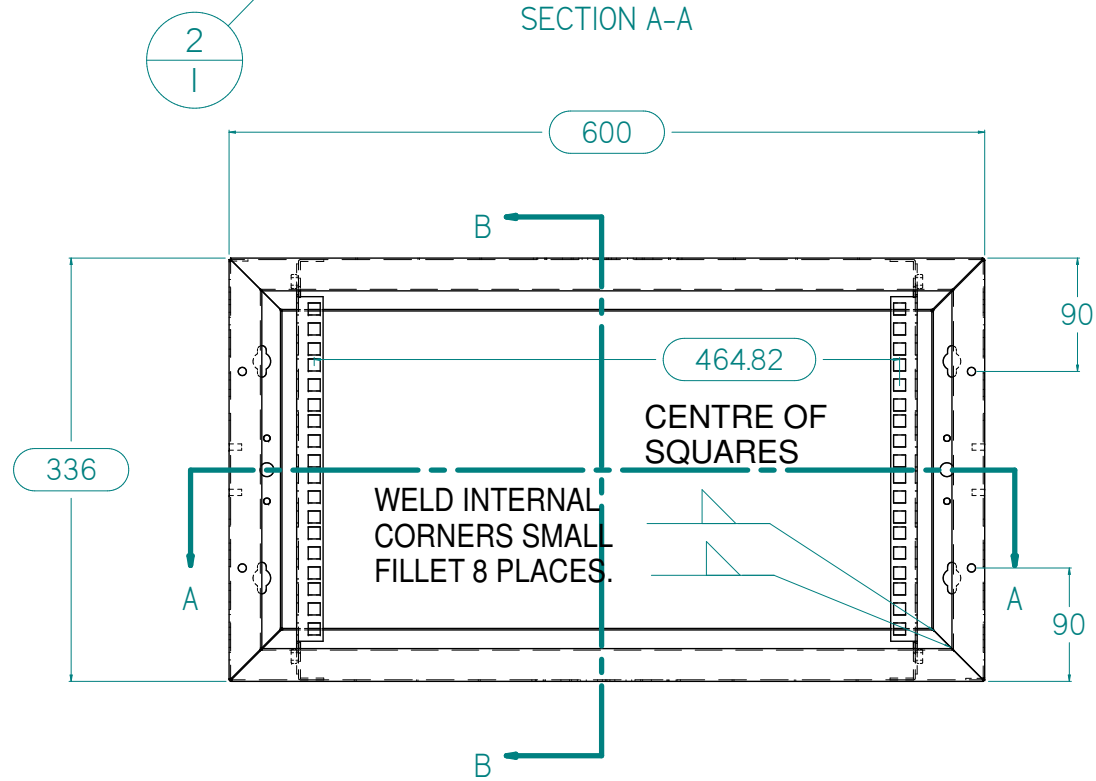 SECTION A-A
2
1
600
B
90
464.82
CENTRE OF
SQUARES
336
WELD INTERNAL
CORNERS SMALL
FILLET 8 PLACES.
A
A
90
B